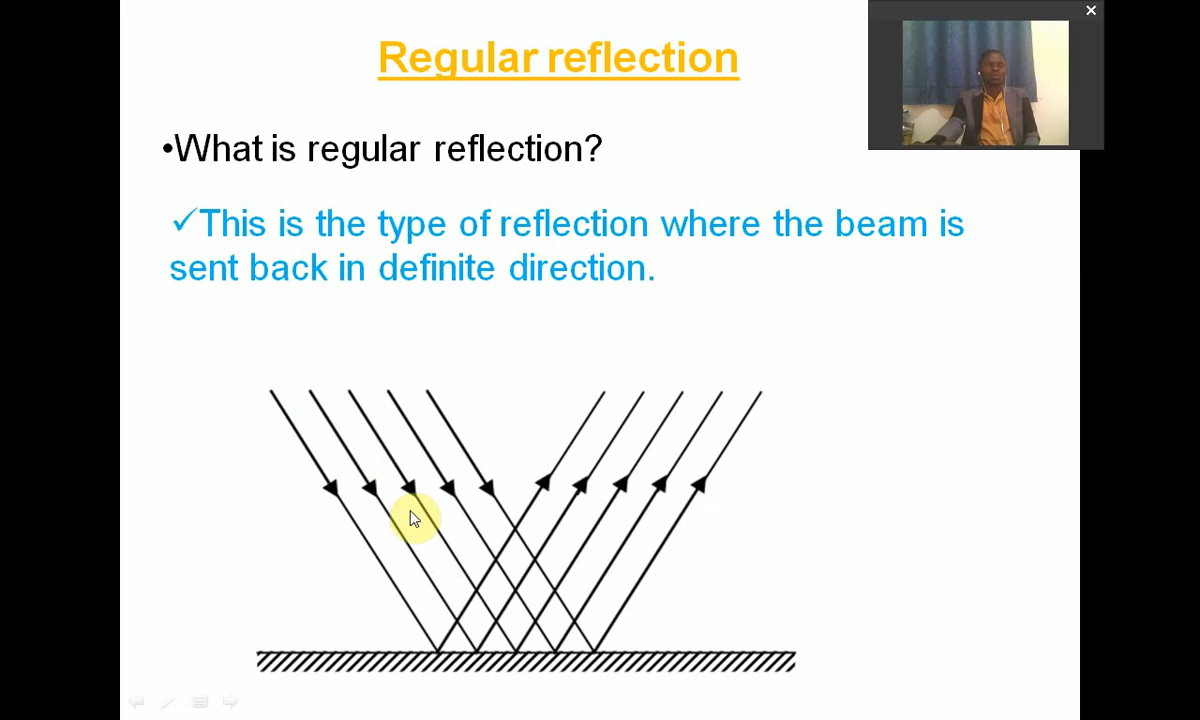 Regular reflection
•What is regular reflection?
✓This is the type of reflection where the beam is
sent back in definite direction.